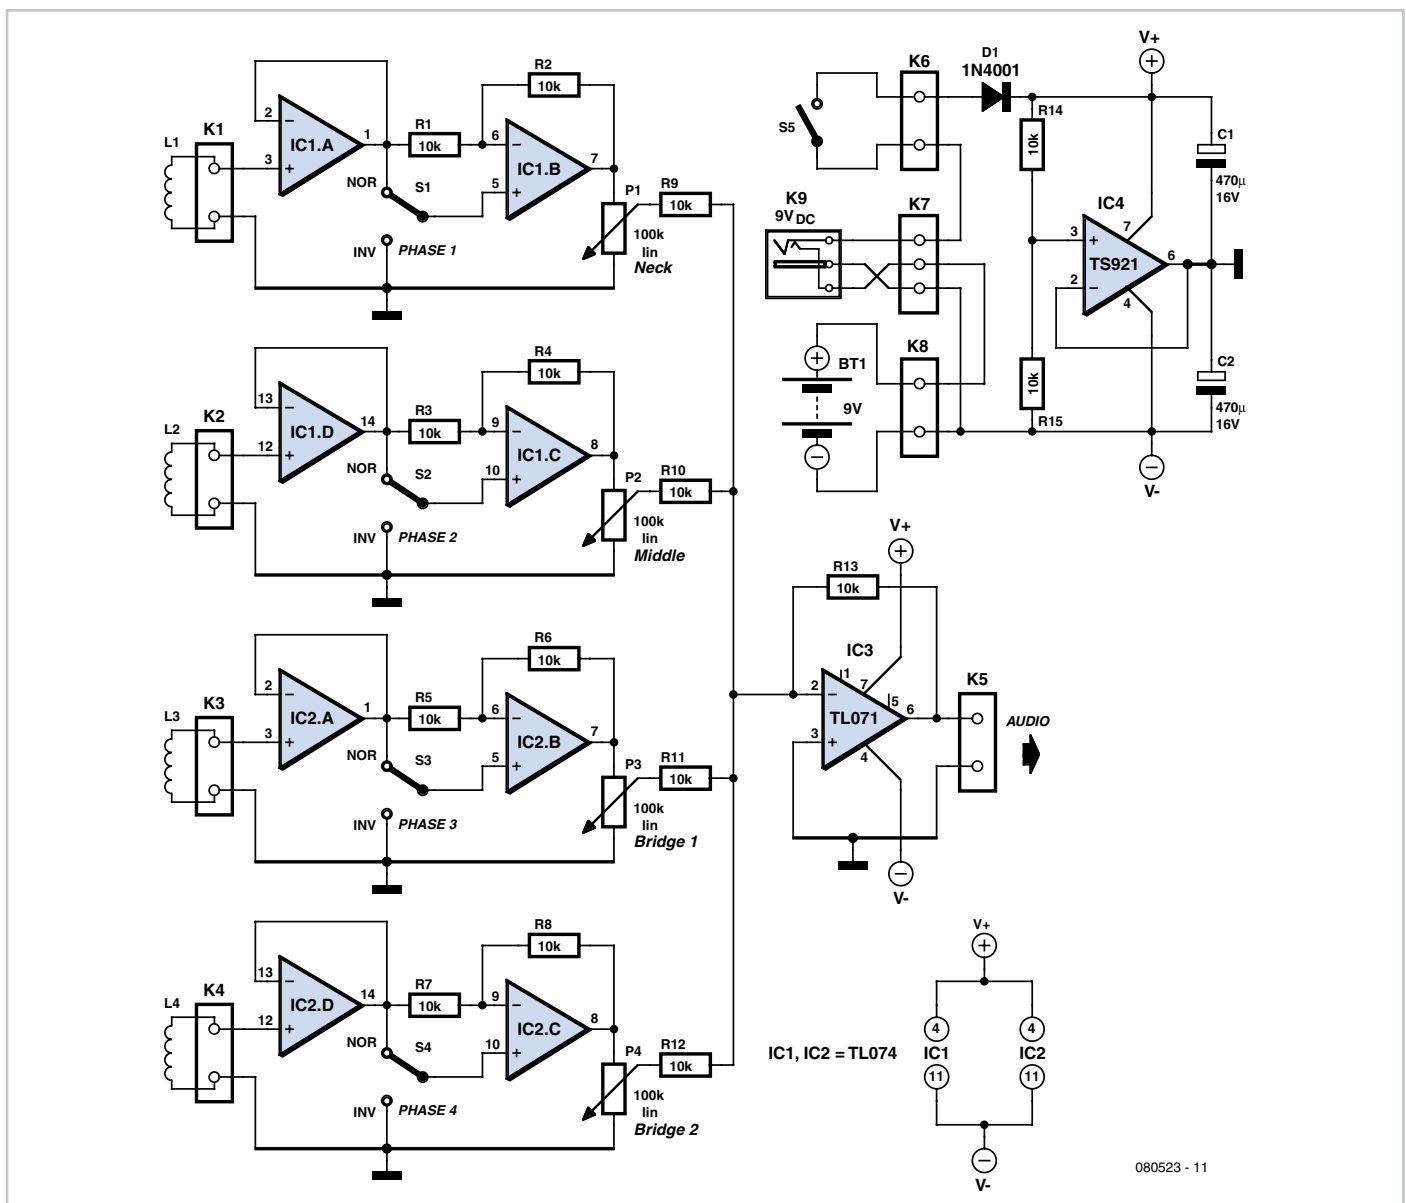 R2
10k
K1
L1
2
−
IC1.A
1
3
+
R1
10k
6
−
IC1.B
7
5
+
NOR
S1
INV
PHASE 1
P1
100k
lin
Neck
R9
10k
R4
10k
K2
L2
13
−
IC1.D
14
12
+
R3
10k
9
−
IC1.C
8
10
+
NOR
S2
INV
PHASE 2
P2
100k
lin
Middle
R10
10k
R6
10k
K3
L3
2
−
IC2.A
1
3
+
R5
10k
6
−
IC2.B
7
5
+
NOR
S3
INV
PHASE 3
P3
100k
lin
Bridge 1
R11
10k
R8
10k
K4
L4
13
−
IC2.D
14
12
+
R7
10k
9
−
IC2.C
8
10
+
NOR
S4
INV
PHASE 4
P4
100k
lin
Bridge 2
R12
10k
S5
K6
D1
1N4001
V+
+
R14
10k
C1
470µ
16V
K9
9VDC
K7
IC4
3
+
7
TS921
6
2
−
4
K8
+
BT1
9V
−
10k
R15
C2
470µ
16V
−
V-
V+
+
R13
10k
IC3
1
7
5
2
−
TL071
6
3
+
4
K5
AUDIO
−
V-
V+
+
4
4
IC1, IC2 = TL074
IC1
IC2
11
11
−
V-
080523 - 11